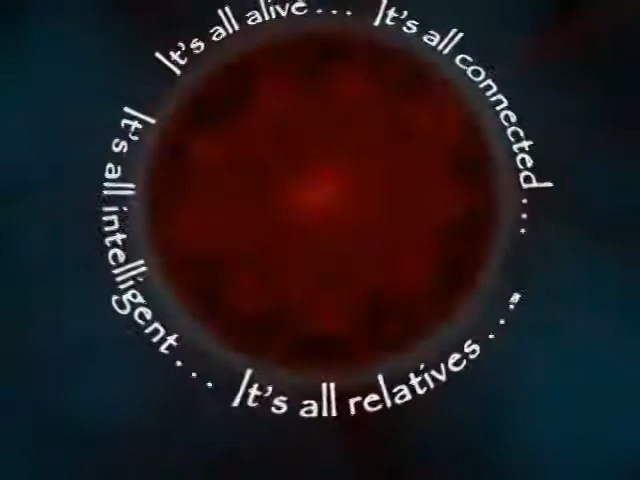 It's all alive...
It's all connected...
It's all intelligent...
It's all relatives..."